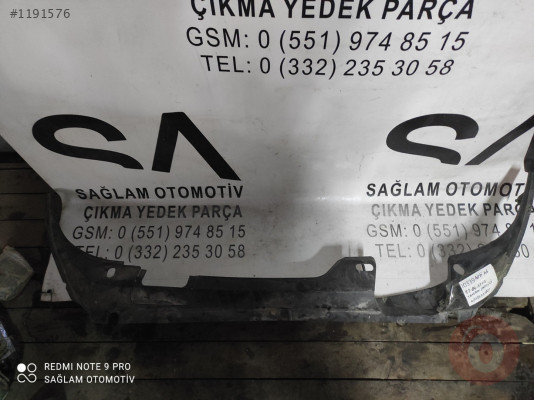 #1191576
ÇIKMA YEDEK PARÇA
GSM: 0 (551) 974 85 15
TEL: 0 (332) 235 30 58
SA
SA
SAĞLAM OTOMOTİV
ÇIKMA YEDEK PARÇA
GSM: 0 (551) 974 85 15
TEL: 0 (332) 235 30 58
SAĞLAM OTOMOTİV
ÇIKMA YEDEK PARÇA
GSM: 0 (551) 974
TEL: 0 (332)
REDMI NOTE 9 PRO
SAĞLAM OTOMOTİV